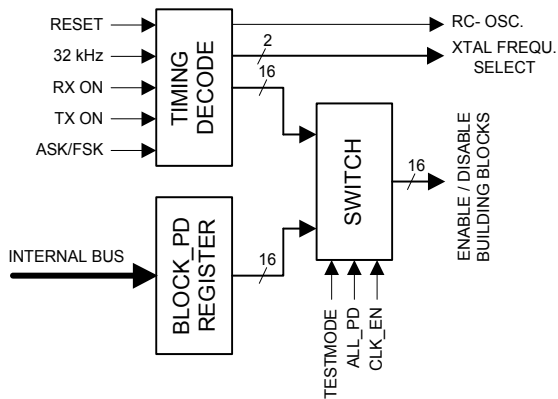 RESET
32 kHz
RX ON
TX ON
ASK/FSK
TIMING
DECODE
2
16
RC- OSC.
XTAL FREQU.
SELECT
SWITCH
16
ENABLE / DISABLE
BUILDING BLOCKS
INTERNAL BUS
BLOCK_PD
REGISTER
16
TESTMODE
ALL_PD
CLK_EN